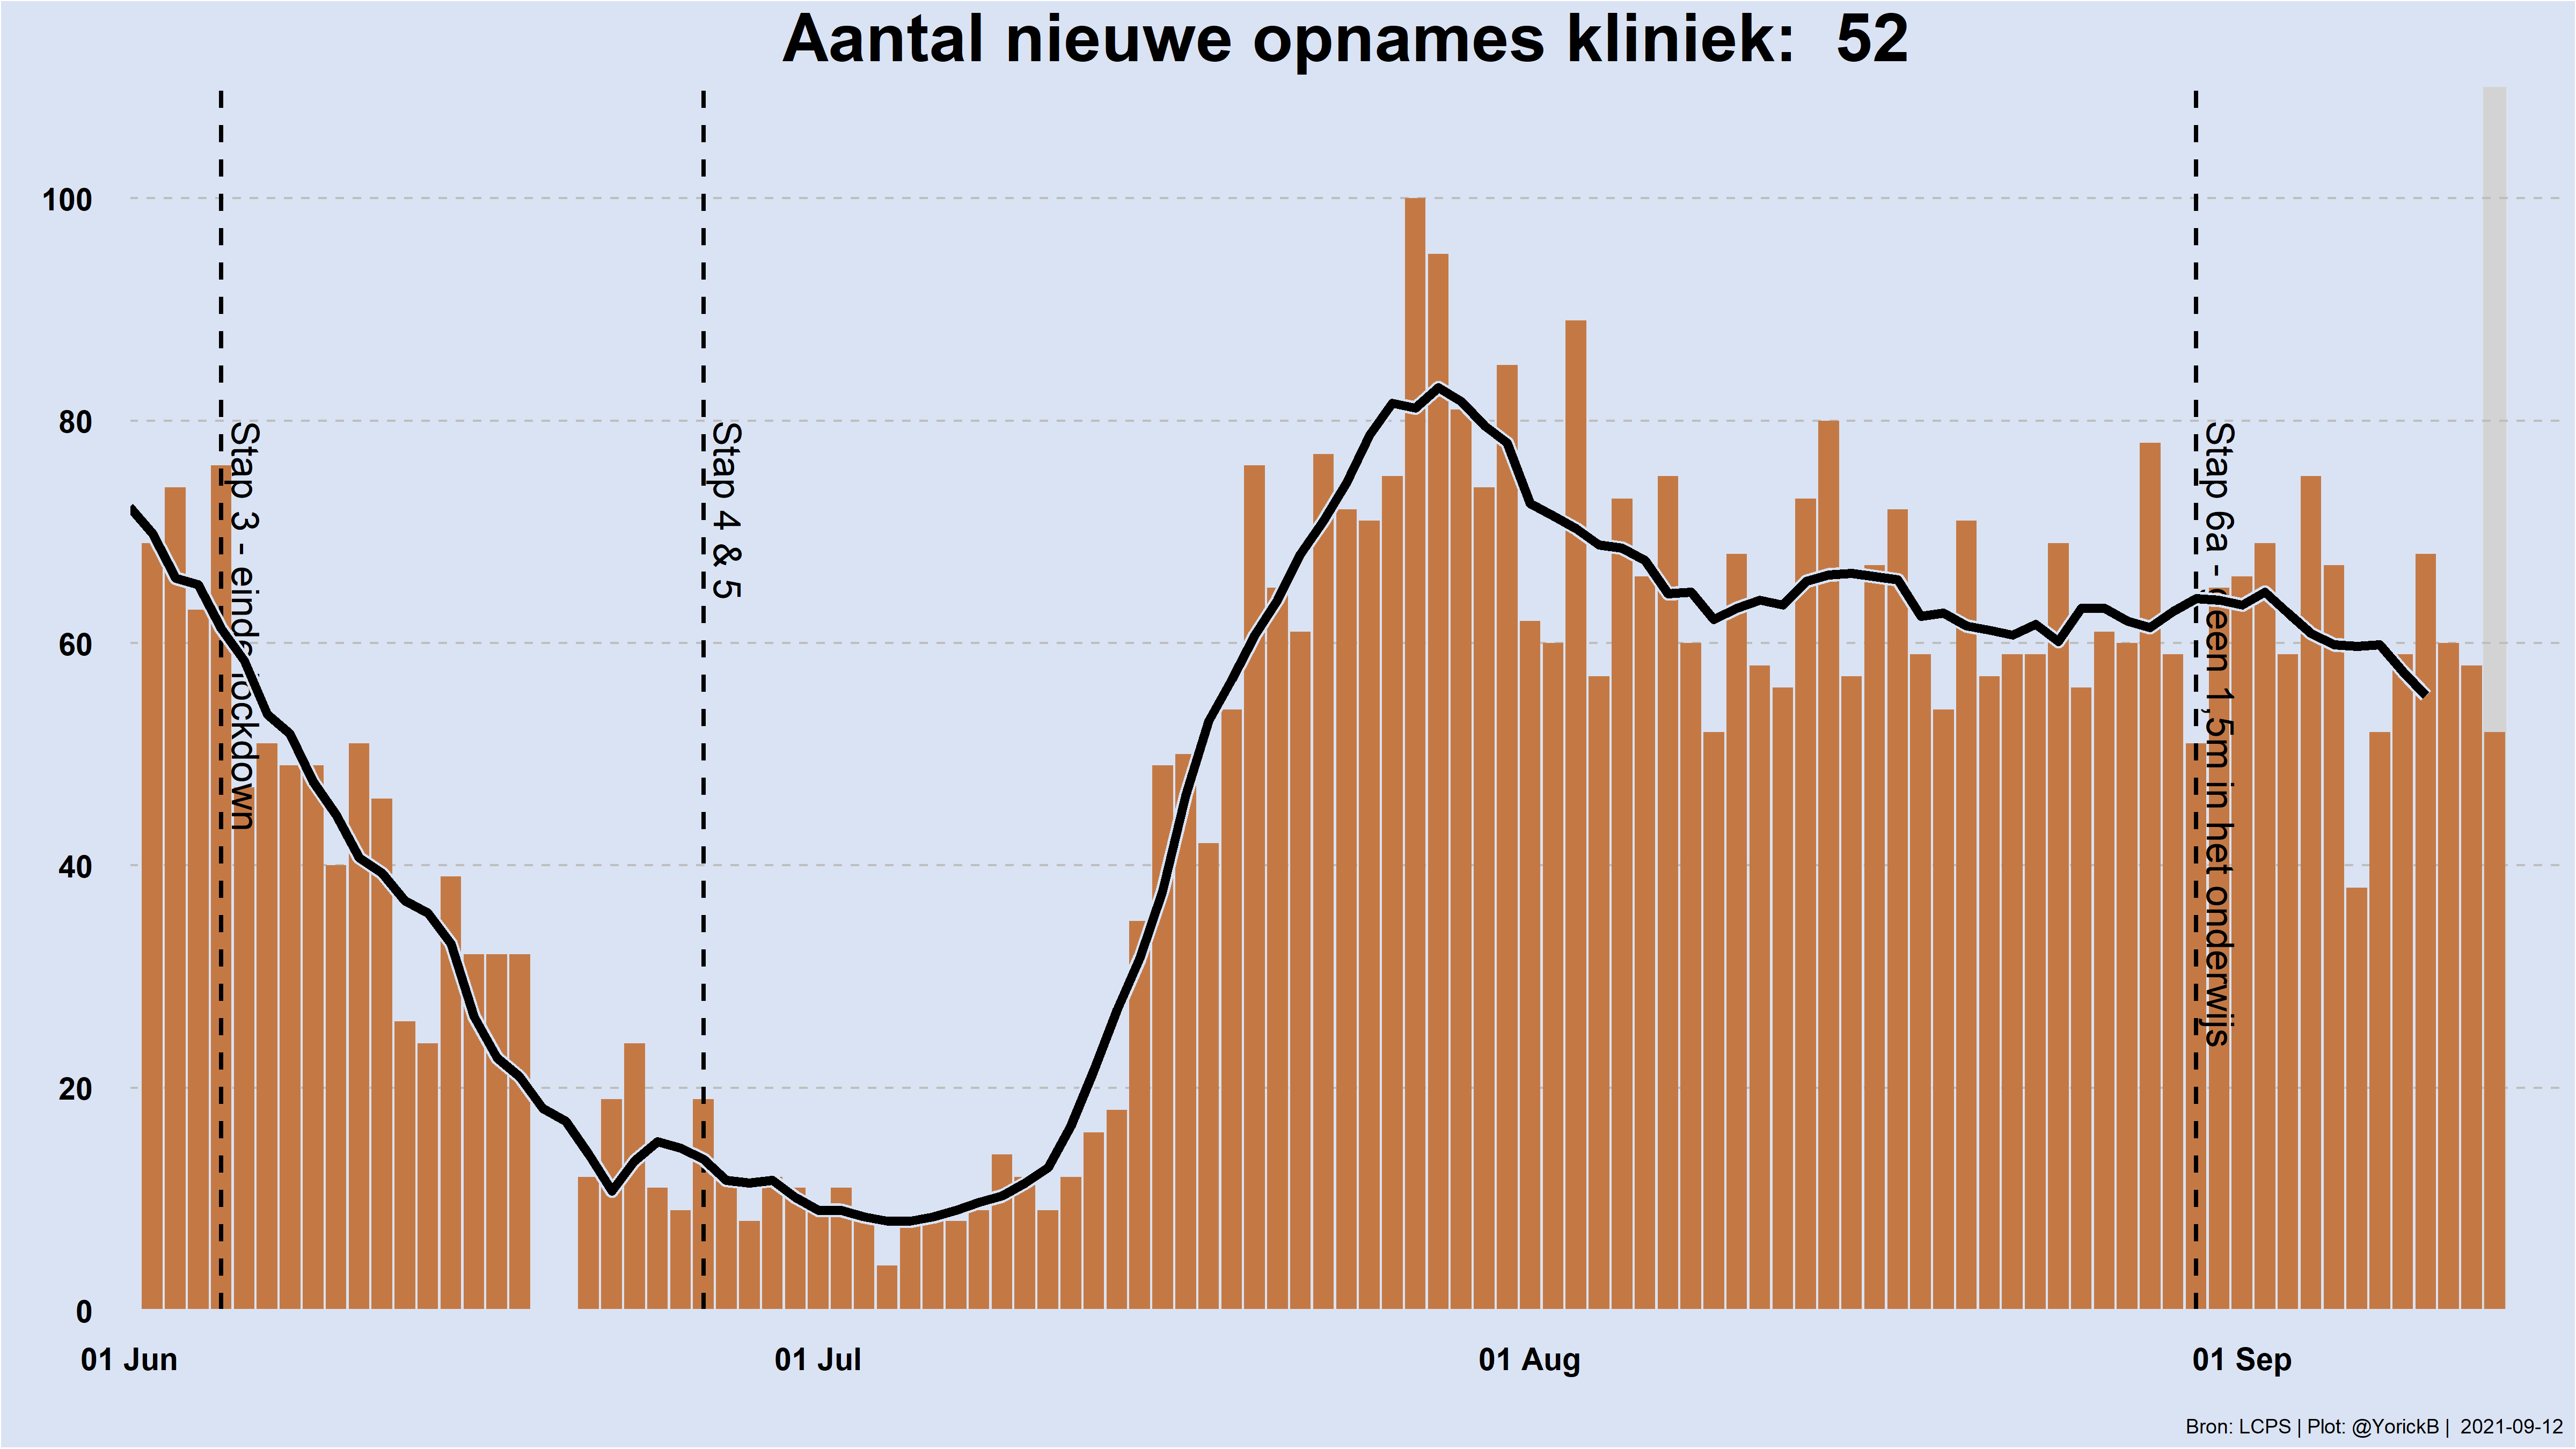 Aantal nieuwe opnames kliniek: 52
100
80
60
40
20
0
Stap 3 - einde lockdown
Stap 4 & 5
Stap 6a - geen 1,5m in het onderwijs
01 Jun
01 Jul
01 Aug
01 Sep
Bron: LCPS | Plot: @YorickB | 2021-09-12